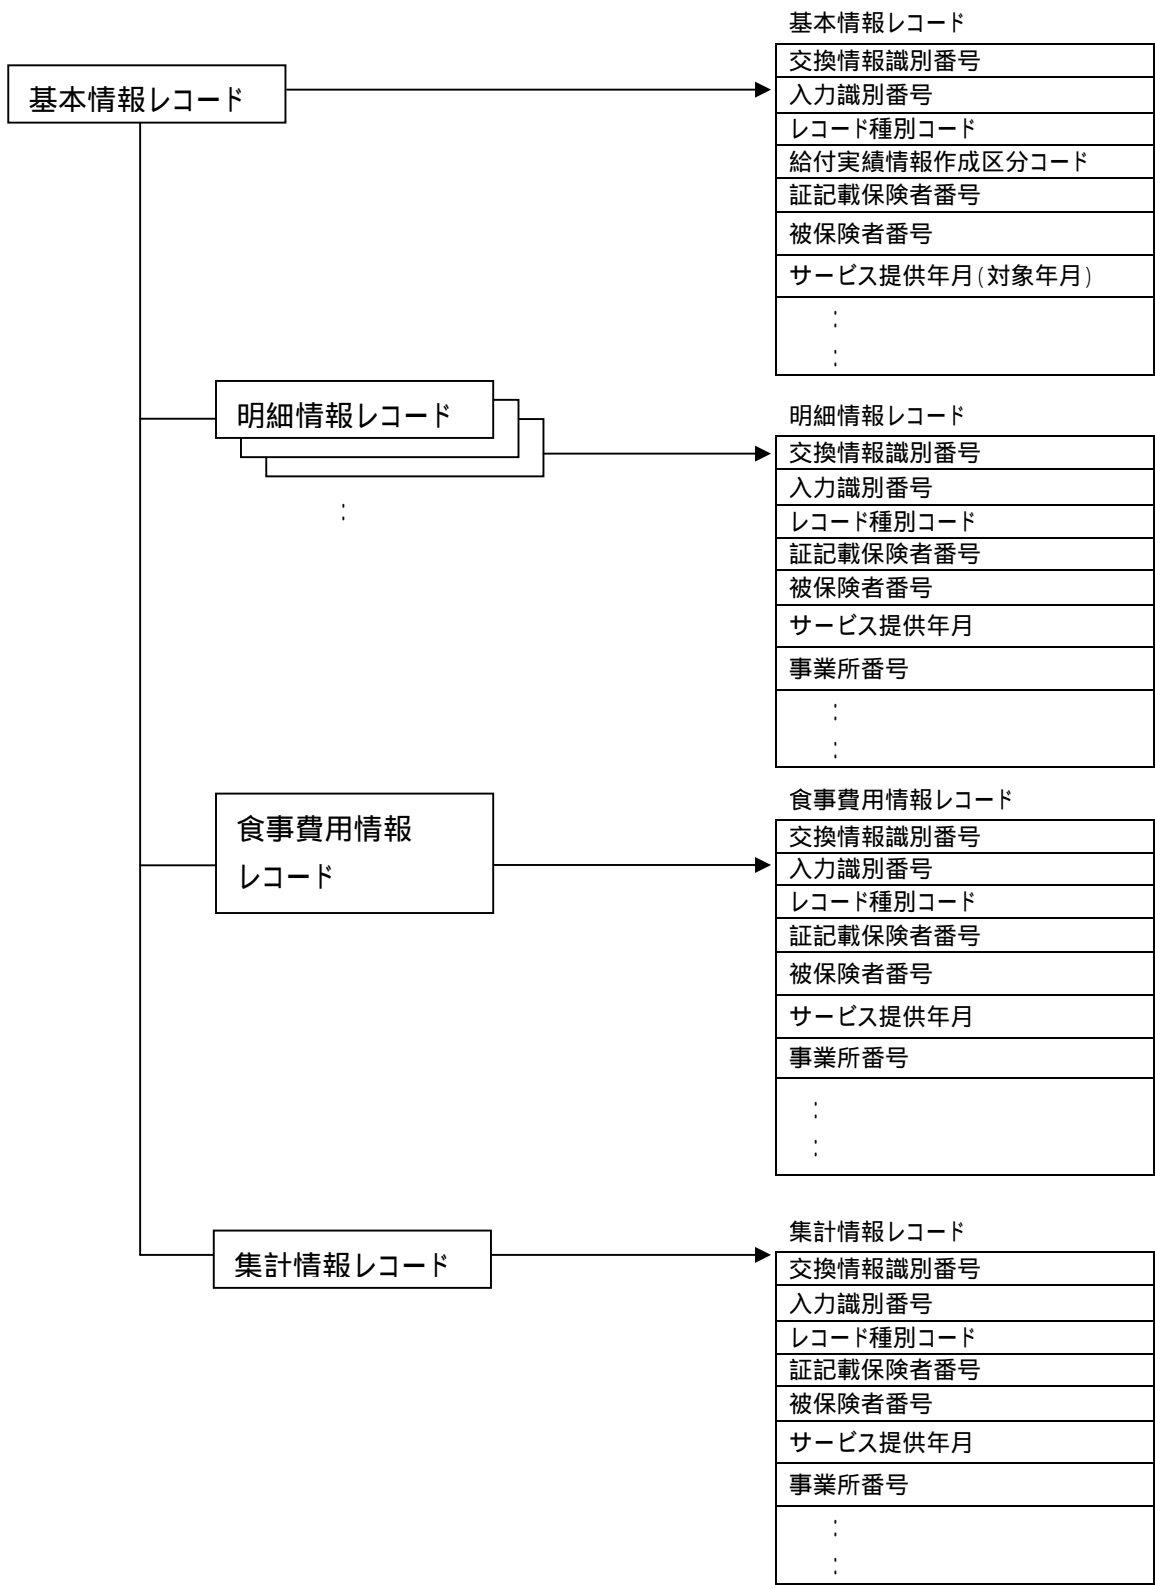 基本情報レコード
基本情報レコード
交換情報識別番号
入力識別番号
レコード種別コード
給付実績情報作成区分コード
証記載保険者番号
被保険者番号
サービス提供年月(対象年月)
:
:
明細情報レコード
:
明細情報レコード
交換情報識別番号
入力識別番号
レコード種別コード
証記載保険者番号
被保険者番号
サービス提供年月
事業所番号
:
:
食事費用情報
レコード
食事費用情報レコード
交換情報識別番号
入力識別番号
レコード種別コード
証記載保険者番号
被保険者番号
サービス提供年月
事業所番号
:
:
集計情報レコード
集計情報レコード
交換情報識別番号
入力識別番号
レコード種別コード
証記載保険者番号
被保険者番号
サービス提供年月
事業所番号
:
: